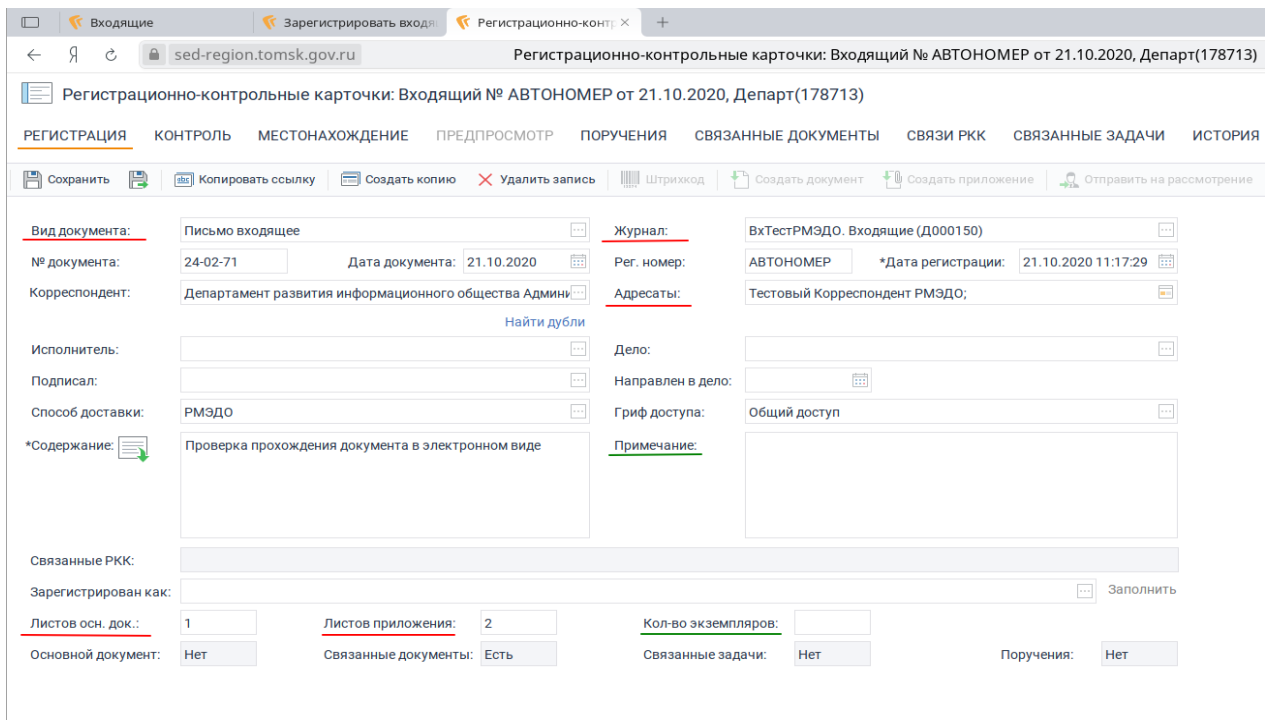 Входящие Зарегистрировать входя Регистрационно-контр × +
Я sed-region.tomsk.gov.ru Регистрационно-контрольные карточки: Входящий № АВТОНОМЕР от 21.10.2020, Департ(178713)
Регистрационно-контрольные карточки: Входящий № АВТОНОМЕР от 21.10.2020, Департ(178713)
РЕГИСТРАЦИЯ КОНТРОЛЬ МЕСТОНАХОЖДЕНИЕ ПРЕДПРОСМОТР ПОРУЧЕНИЯ СВЯЗАННЫЕ ДОКУМЕНТЫ СВЯЗИ РКК СВЯЗАННЫЕ ЗАДАЧИ ИСТОРИЯ
Сохранить abc Копировать ссылку Создать копию Удалить запись Штрихкод Создать документ Создать приложение Отправить на рассмотрение
Вид документа: Письмо входящее Журнал: ВхТестРМЭДО. Входящие (Д000150)
№ документа: 24-02-71 Дата документа: 21.10.2020 Рег. номер: АВТОНОМЕР *Дата регистрации: 21.10.2020 11:17:29
Корреспондент: Департамент развития информационного общества Админи Адресаты: Тестовый Корреспондент РМЭДО;
Найти дубли
Исполнитель: Дело:
Подписал: Направлен в дело:
Способ доставки: РМЭДО Гриф доступа: Общий доступ
*Содержание: Проверка прохождения документа в электронном виде Примечание:
Связанные РКК:
Зарегистрирован как: Заполнить
Листов осн. док.: 1 Листов приложения: 2 Кол-во экземпляров:
Основной документ: Нет Связанные документы: Есть Связанные задачи: Нет Поручения: Нет